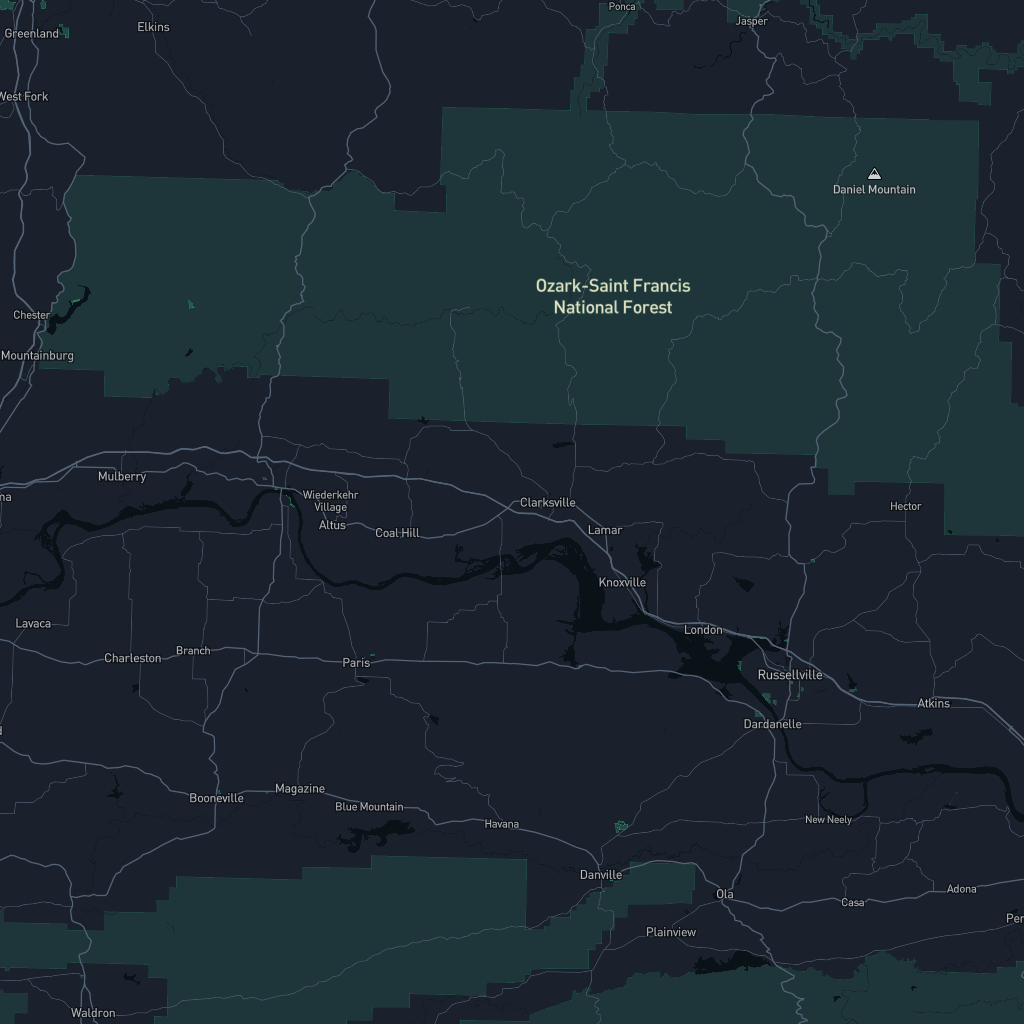 Ponca
Jasper
Elkins
Greenland
West Fork
Daniel Mountain
Ozark-Saint Francis
National Forest
Chester
Mountainburg
Mulberry
Wiederkehr
Village
Altus
Clarksville
Coal Hill
Lamar
Hector
Knoxville
Lavaca
London
Charleston
Branch
Paris
Russellville
Atkins
Dardanelle
Booneville
Magazine
Blue Mountain
Havana
New Neely
Danville
Ola
Adona
Casa
Plainview
Waldron